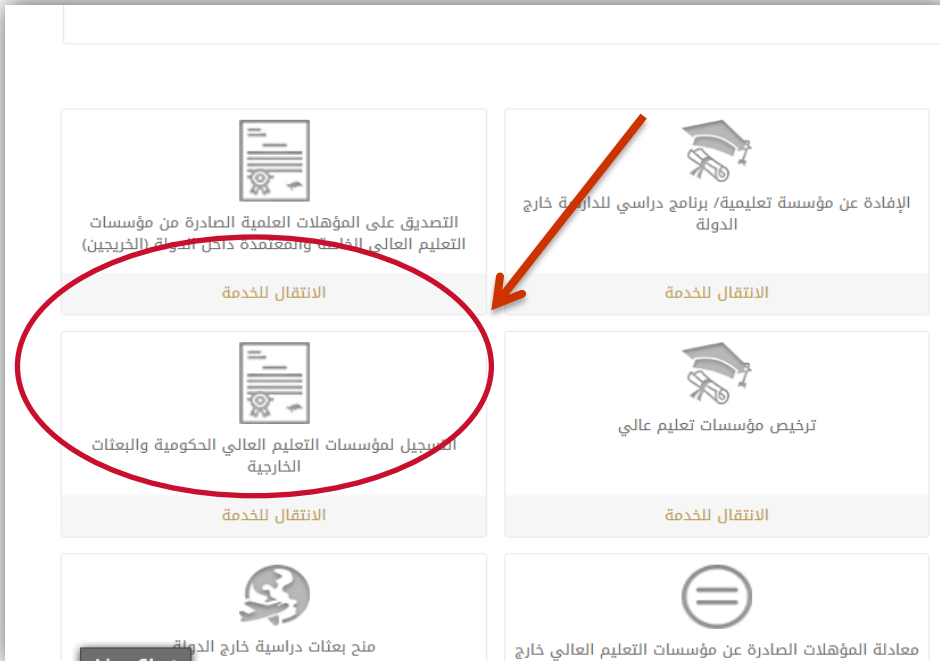 الإفادة عن مؤسسة تعليمية/ برنامج دراسي للدارسة خارج
الدولة
الانتقال للخدمة
التصديق على المؤهلات العلمية الصادرة من مؤسسات
التعليم العالي الخاصة والمعتمدة داخل الدولة (الخريجين)
الانتقال للخدمة
ترخيص مؤسسات تعليم عالي
الانتقال للخدمة
التسجيل لمؤسسات التعليم العالي الحكومية والبعثات
الخارجية
الانتقال للخدمة
معادلة المؤهلات الصادرة عن مؤسسات التعليم العالي خارج
منح بعثات دراسية خارج الدولة